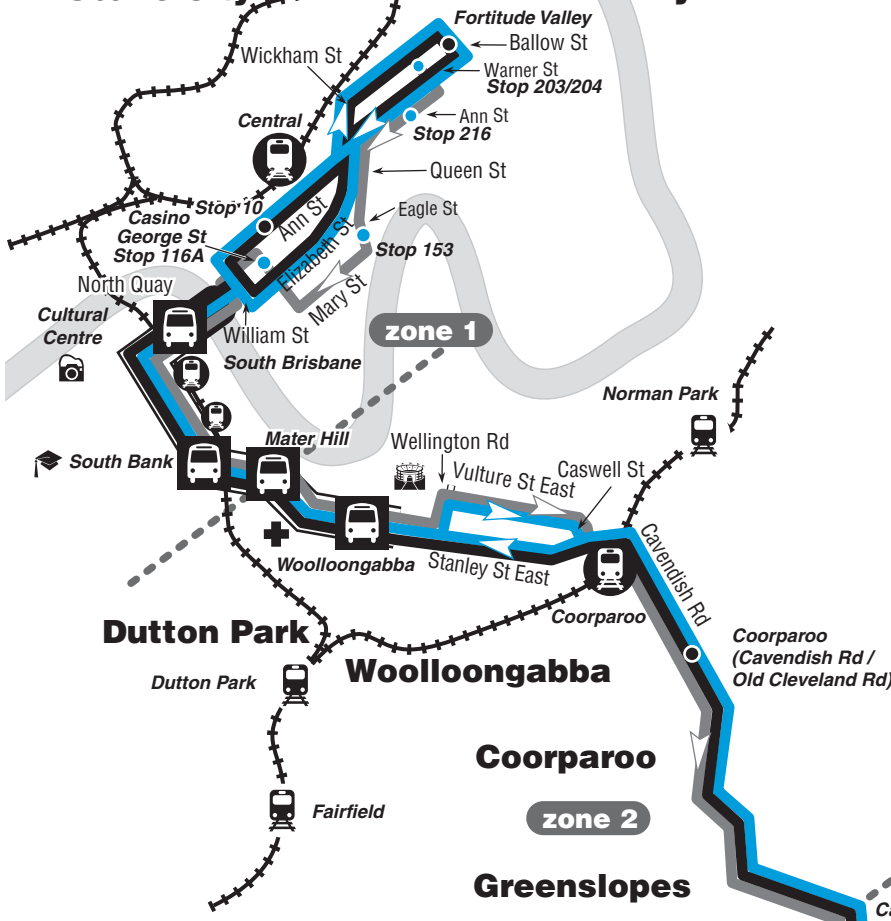 Fortitude Valley
Ballow St
Wickham St
Warner St
Stop 203/204
Ann St
Stop 216
Central
Queen St
Stop 10
Casino
George St
Stop 116A
Ann St
Eagle St
Elizabeth St
Stop 153
North Quay
Mary St
Cultural
Centre
William St
zone 1
South Brisbane
Norman Park
Mater Hill
Wellington Rd
South Bank
Vulture St East
Caswell St
Cavendish Rd
Woolloongabba
Stanley St East
Coorparoo
Dutton Park
Coorparoo
(Cavendish Rd /
Old Cleveland Rd)
Woolloongabba
Dutton Park
Coorparoo
Fairfield
zone 2
Greenslopes